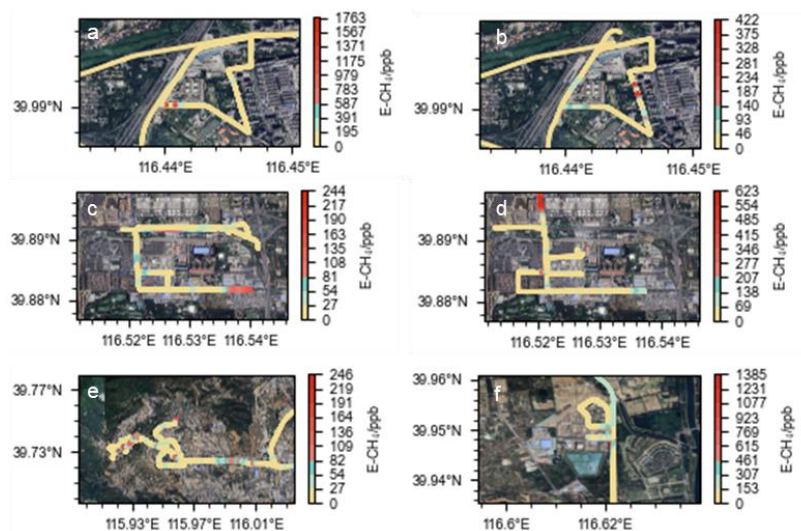 a
39.99°N
116.44°E
116.45°E
1763
1567
1371
1175
979
783
587
391
195
0
E-CH₄/ppb
b
39.99°N
116.44°E
116.45°E
422
375
328
281
234
187
140
93
46
0
E-CH₄/ppb
c
39.89°N
39.88°N
116.52°E
116.53°E
116.54°E
244
217
190
163
135
108
81
54
27
0
E-CH₄/ppb
d
39.89°N
39.88°N
116.52°E
116.53°E
116.54°E
623
554
485
415
346
277
207
138
69
0
E-CH₄/ppb
e
39.77°N
39.73°N
115.93°E
115.97°E
116.01°E
246
219
191
164
136
109
82
54
27
0
E-CH₄/ppb
f
39.96°N
39.95°N
39.94°N
116.6°E
116.62°E
1385
1231
1077
923
769
615
461
307
153
0
E-CH₄/ppb